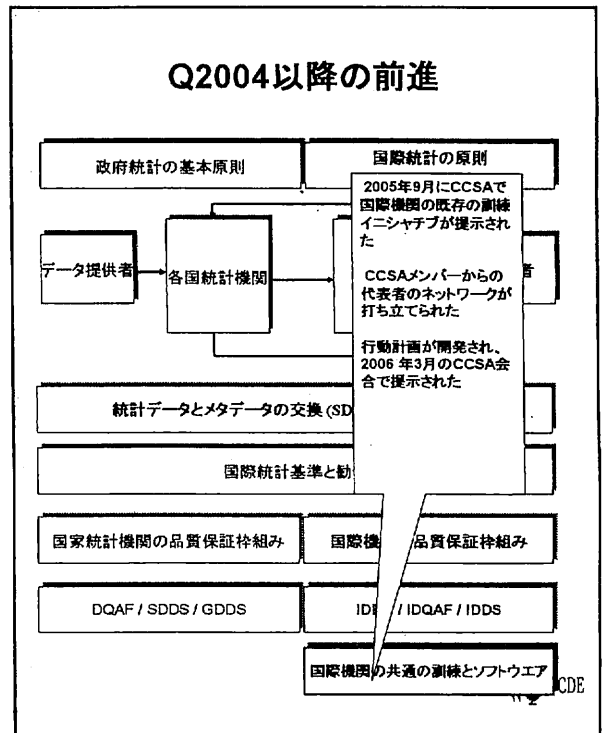 Q2004以降の前進
政府統計の基本原則
国際統計の原則
2005年9月にCCSAで
国際機関の既存の訓練
イニシャチブが提示され
た
CCSAメンバーからの
代表者のネットワークが
打ち立てられた
行動計画が開発され、
2006 年3月のCCSA会
合で提示された
データ提供者
各国統計機関
者
統計データとメタデータの交換 (SD
国際統計基準と勧
国家統計機関の品質保証枠組み
国際機 品質保証枠組み
DQAF / SDDS / GDDS
/ IDQAF / IDDS
国際機関の共通の訓練とソフトウエア
CDE